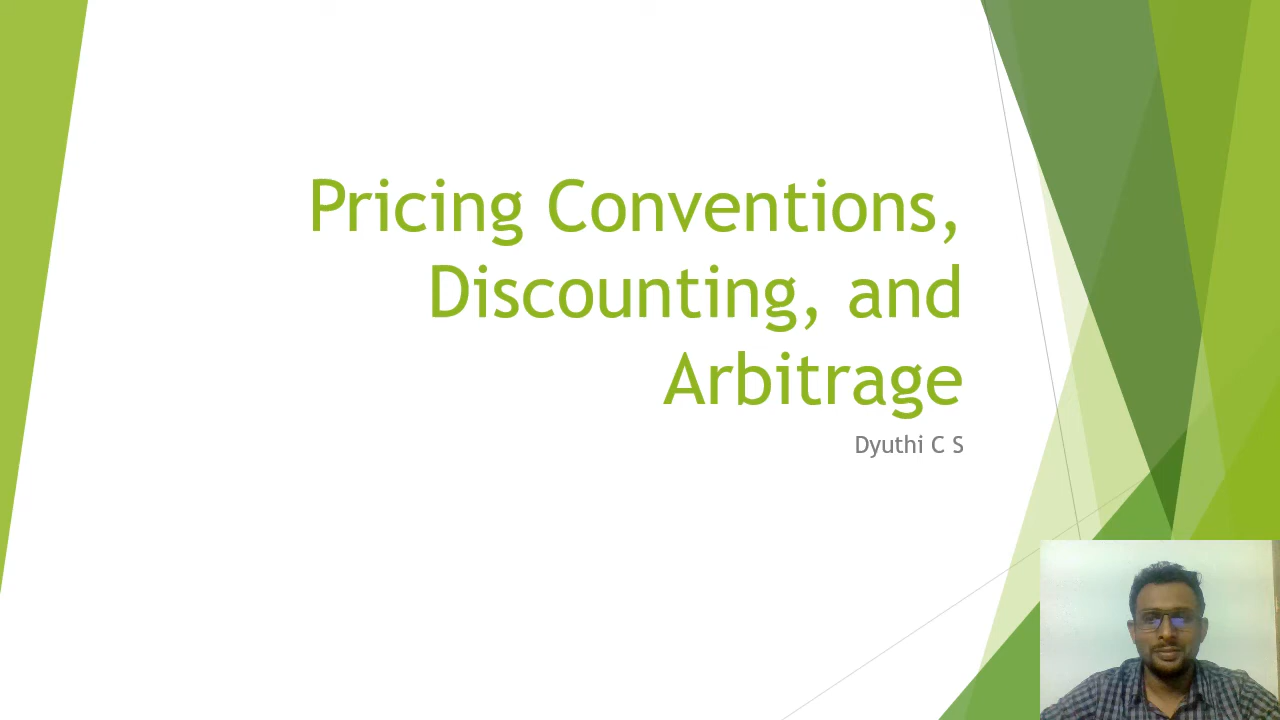 Pricing Conventions,
Discounting, and
Arbitrage
Dyuthi C S